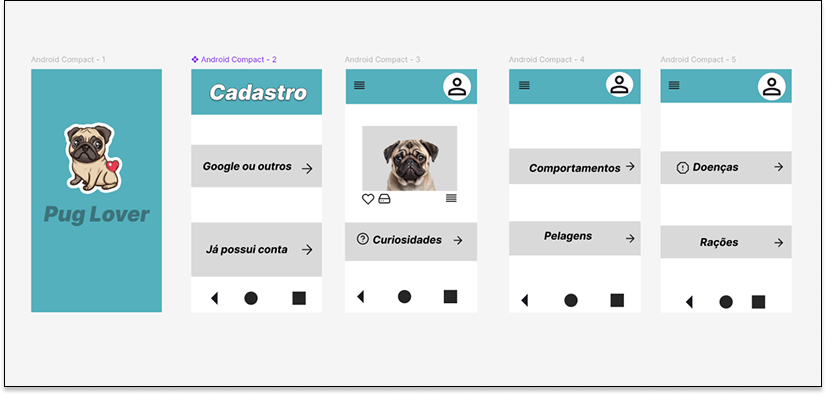 Android Compact - 1
Android Compact - 2
Android Compact - 3
Android Compact - 4
Android Compact - 5
Pug Lover
Cadastro
Google ou outros
Já possui conta
Curiosidades
Comportamentos
Pelagens
Doenças
Rações